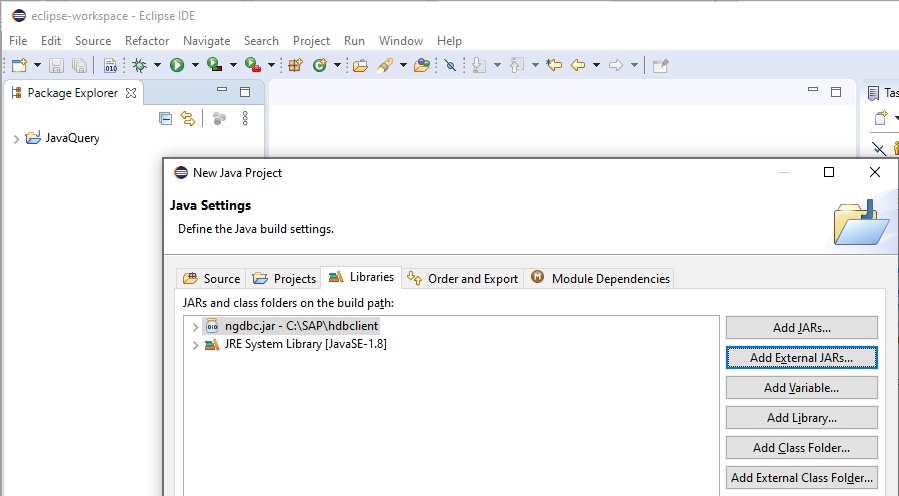 eclipse-workspace - Eclipse IDE
File Edit Source Refactor Navigate Search Project Run Window Help
Package Explorer
Tas
JavaQuery
New Java Project
Java Settings
Define the Java build settings.
Source Projects Libraries Order and Export Module Dependencies
JARs and class folders on the build path:
ngdbc.jar - C:\SAP\hdbclient
JRE System Library [JavaSE-1.8]
Add JARs...
Add External JARs...
Add Variable...
Add Library...
Add Class Folder...
Add External Class Folder...